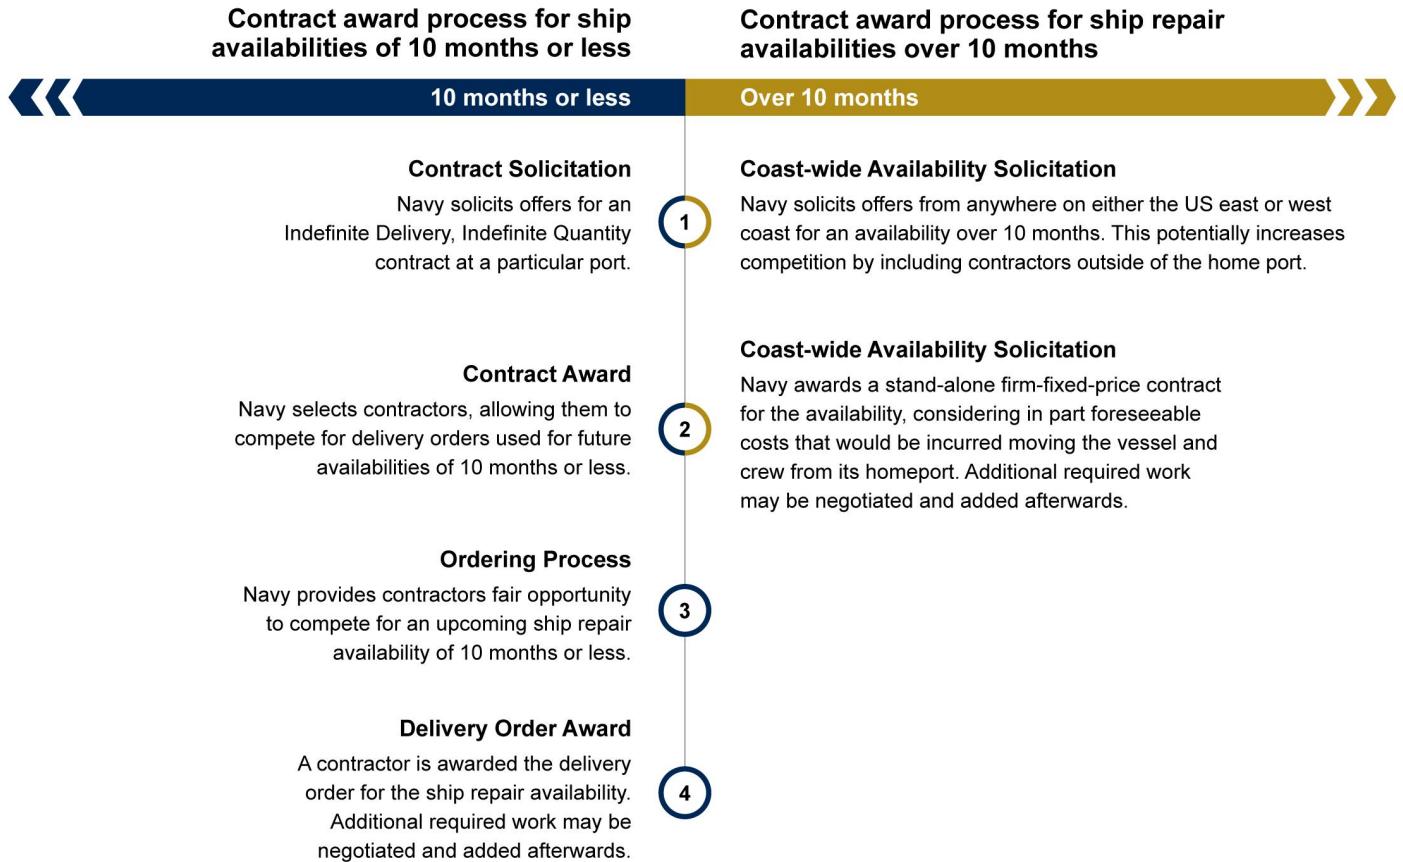 Contract award process for ship
availabilities of 10 months or less
Contract award process for ship repair
availabilities over 10 months
10 months or less
Over 10 months
Contract Solicitation
Navy solicits offers for an
Indefinite Delivery, Indefinite Quantity
contract at a particular port.
1
Coast-wide Availability Solicitation
Navy solicits offers from anywhere on either the US east or west
coast for an availability over 10 months. This potentially increases
competition by including contractors outside of the home port.
Contract Award
Navy selects contractors, allowing them to
compete for delivery orders used for future
availabilities of 10 months or less.
2
Coast-wide Availability Solicitation
Navy awards a stand-alone firm-fixed-price contract
for the availability, considering in part foreseeable
costs that would be incurred moving the vessel and
crew from its homeport. Additional required work
may be negotiated and added afterwards.
Ordering Process
Navy provides contractors fair opportunity
to compete for an upcoming ship repair
availability of 10 months or less.
3
Delivery Order Award
A contractor is awarded the delivery
order for the ship repair availability.
Additional required work may be
negotiated and added afterwards.
4